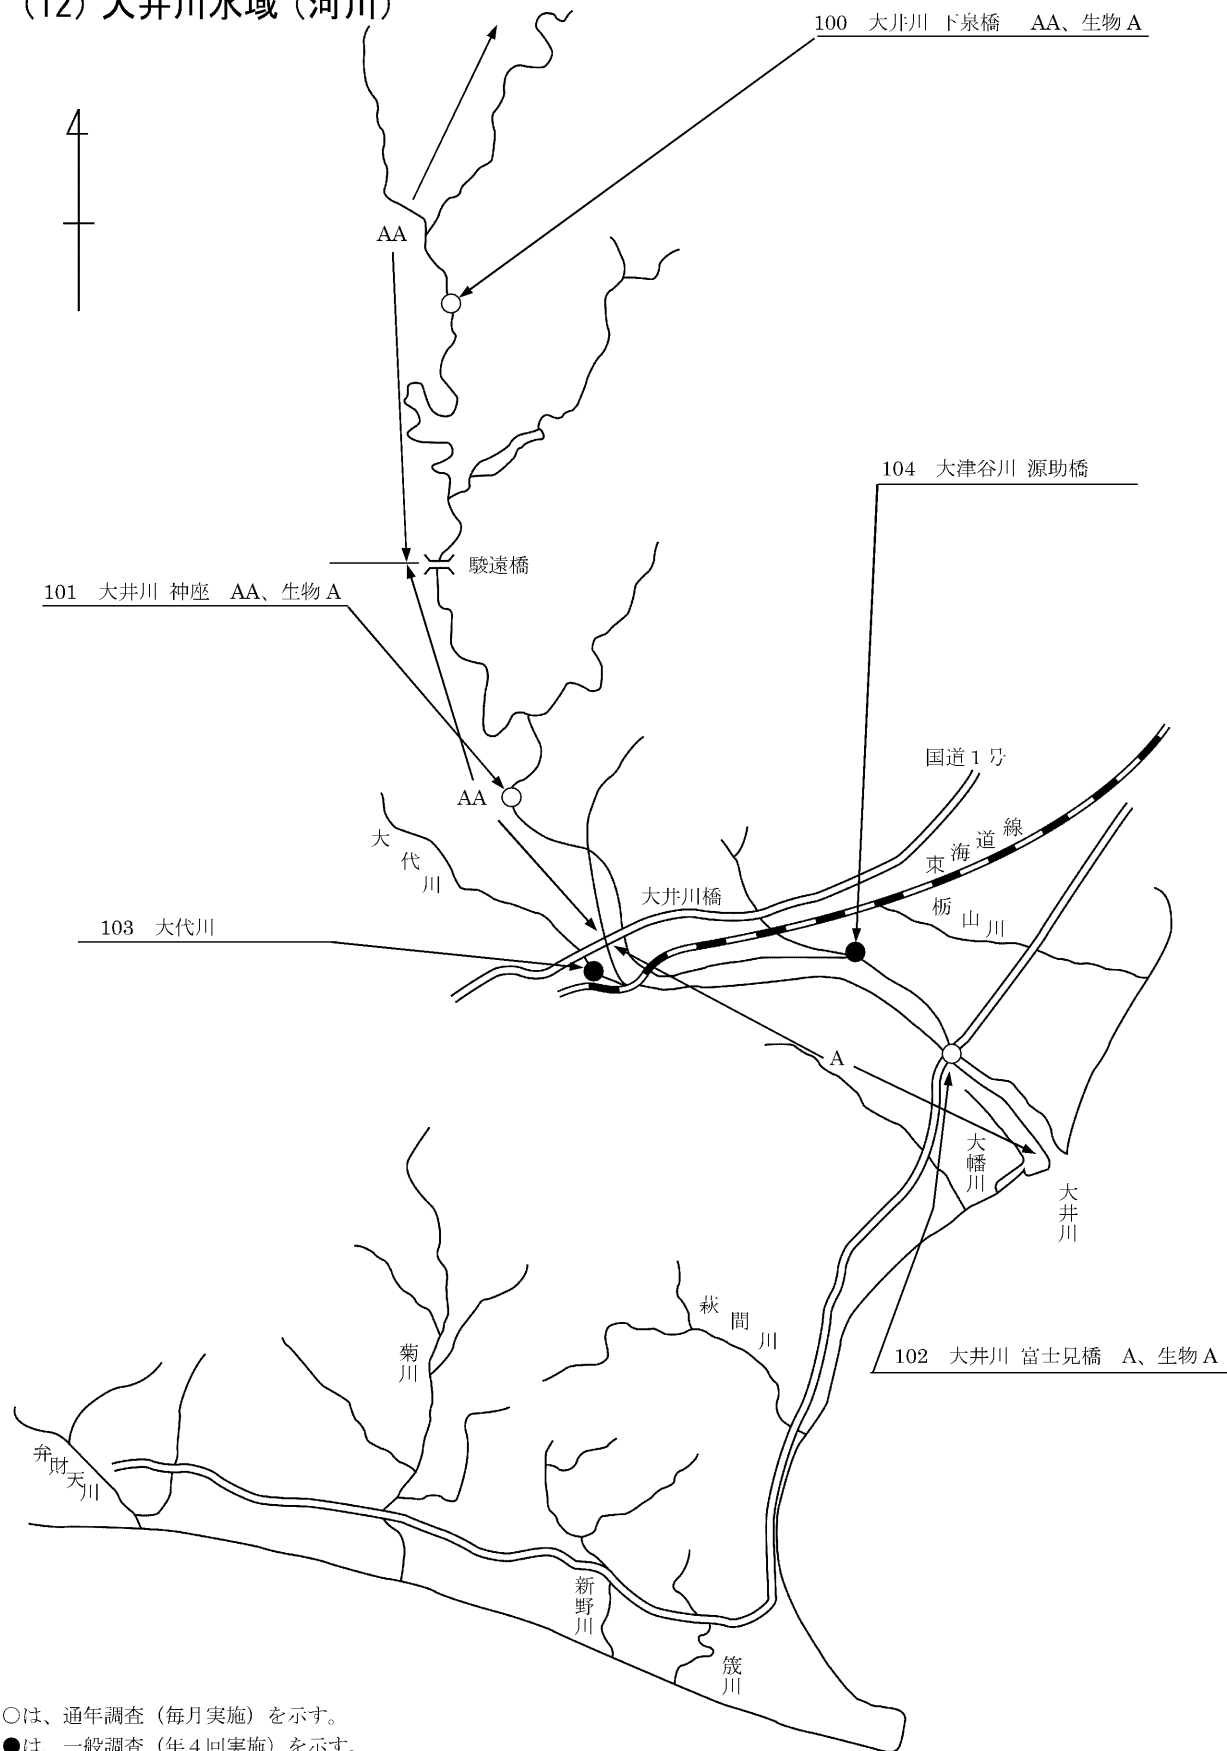 (12) 大井川水域（河川）
100 大井川 下泉橋 AA、生物 A
AA
104 大津谷川 源助橋
駿遠橋
101 大井川 神座 AA、生物 A
国道1号
AA
大代川
東海道線
大井川橋
栃山川
103 大代川
A
大幡川
大井川
萩間川
菊川
102 大井川 富士見橋 A、生物 A
弁財天川
新野川
筬川
○は、通年調査（毎月実施）を示す。
●は、一般調査（年4回実施）を示す。